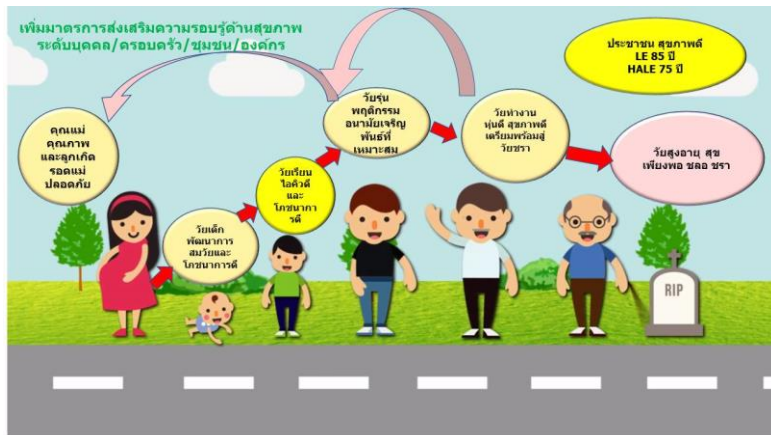 เพิ่มมาตรการส่งเสริมความรอบรู้ด้านสุขภาพ
ระดับบุคคล/ครอบครัว/ชุมชน/องค์กร
ประชาชน สุขภาพดี
LE 85 ปี
HALE 75 ปี
คุณแม่
คุณภาพ
และลูกเกิด
รอดแม่
ปลอดภัย
วัยเด็ก
พัฒนาการ
สมวัยและ
โภชนาการดี
วัยเรียน
ไอคิวดี
และ
โภชนากา
รดี
วัยรุ่น
พฤติกรรม
อนามัยเจริญ
พันธ์ที่
เหมาะสม
วัยทำงาน
หุ่นดี สุขภาพดี
เตรียมพร้อมสู่
วัยชรา
วัยสูงอายุ สุข
เพียงพอ ชลอ ชรา
RIP